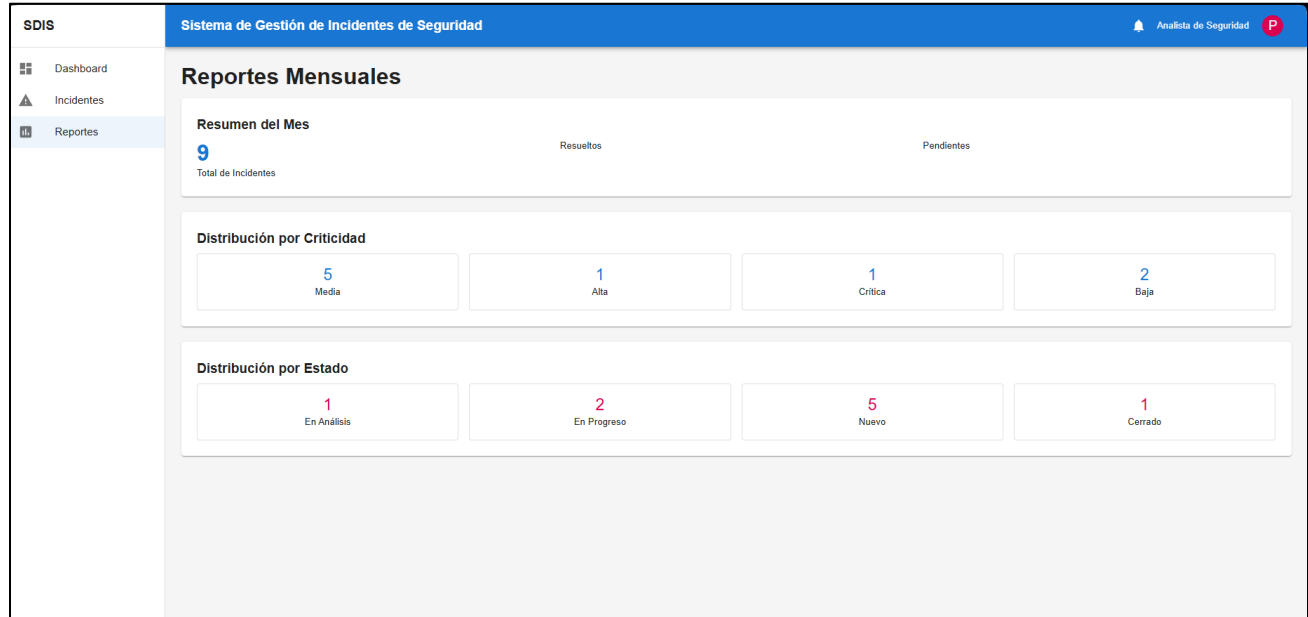 SDIS
Sistema de Gestión de Incidentes de Seguridad
Analista de Seguridad
P
Dashboard
Incidentes
Reportes
Reportes Mensuales
Resumen del Mes
9
Total de Incidentes
Resueltos
Pendientes
Distribución por Criticidad
5
Media
1
Alta
1
Crítica
2
Baja
Distribución por Estado
1
En Análisis
2
En Progreso
5
Nuevo
1
Cerrado